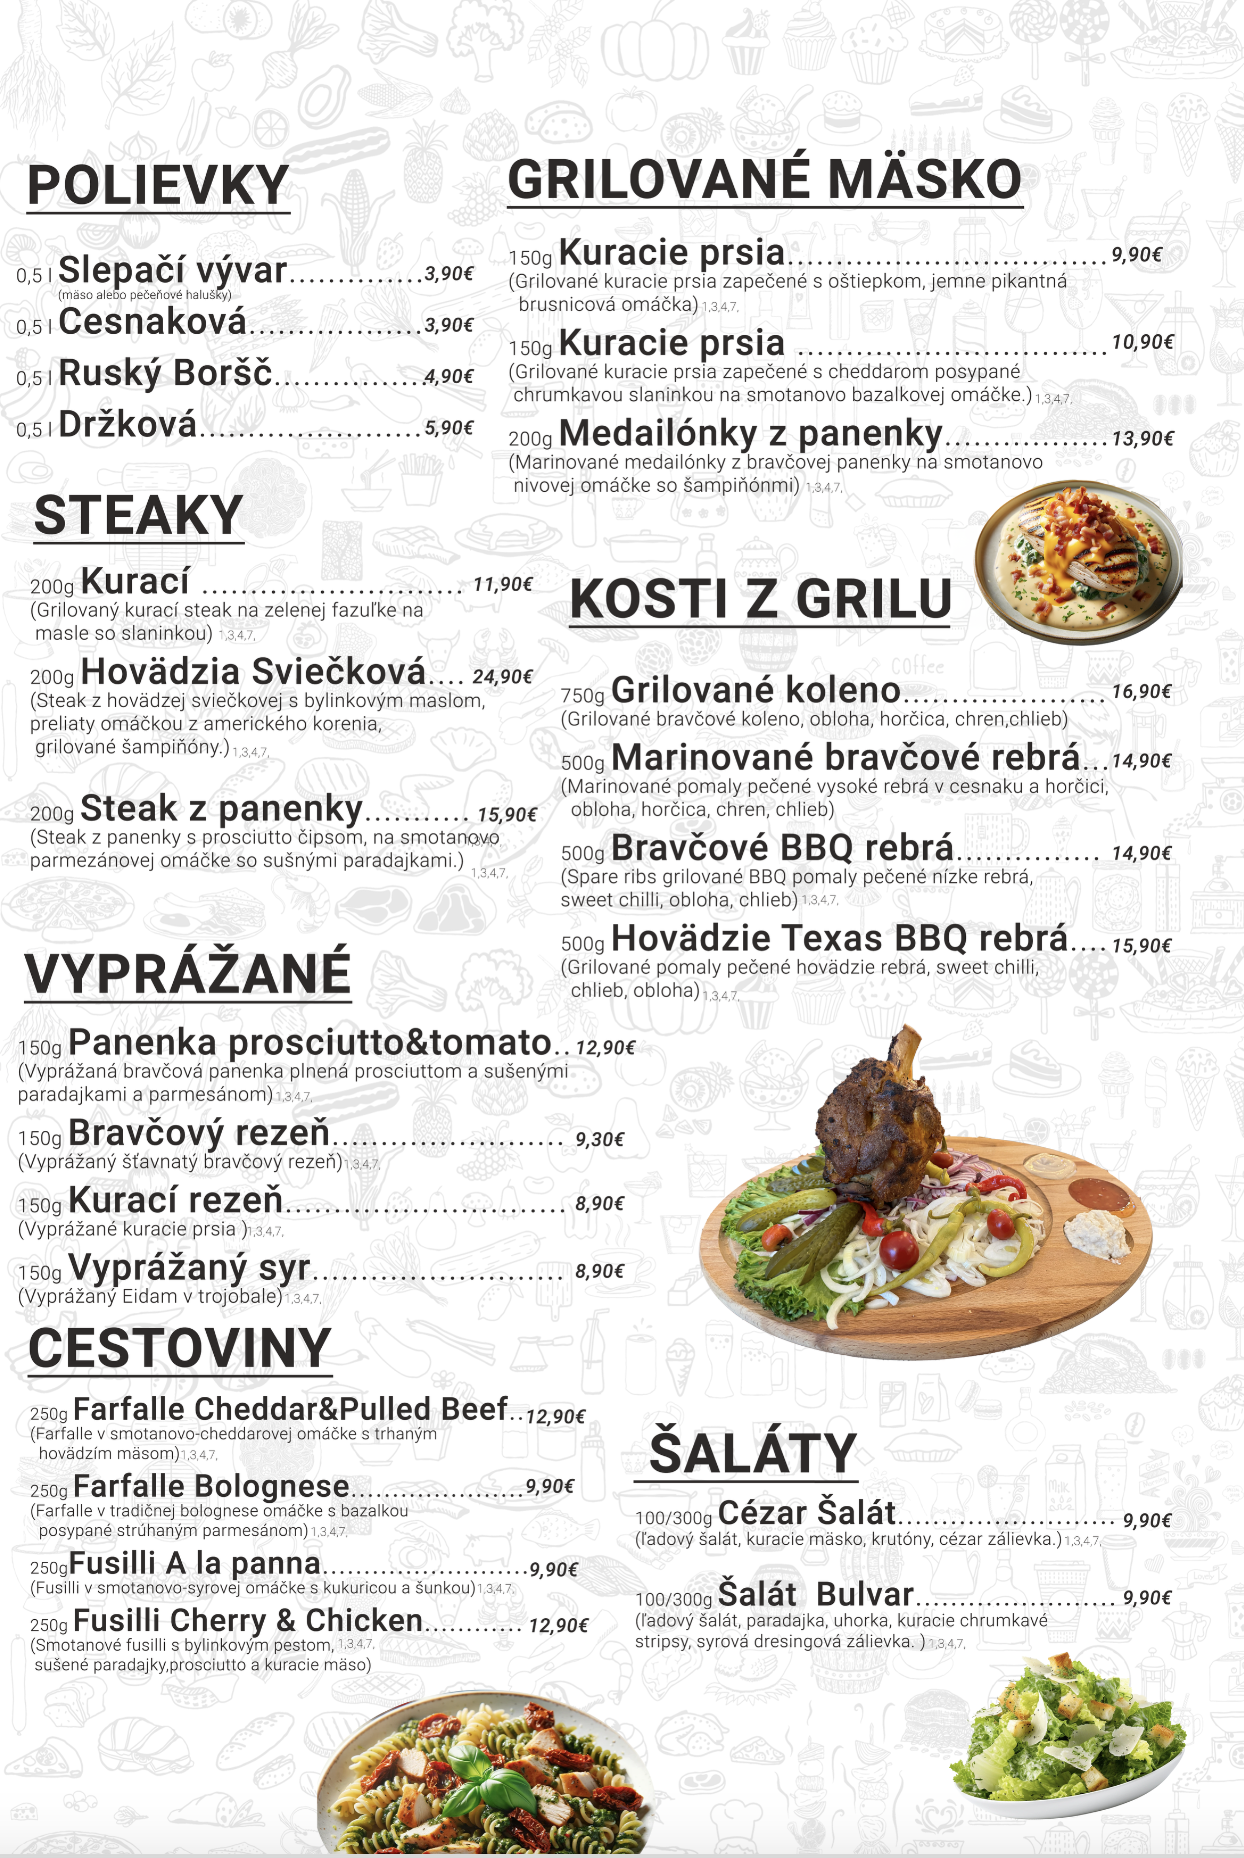 POLIEVKY
0,5 l Slepačí vývar..............3,90€
(mäso alebo pečeňové halušky)
0,5 l Cesnaková..................3,90€
0,5 l Ruský Boršč................4,90€
0,5 l Držková.......................5,90€
STEAKY
200g Kurací ........................... 11,90€
(Grilovaný kurací steak na zelenej fazuľke na
masle so slaninkou) 1,3,4,7,
200g Hovädzia Sviečková.... 24,90€
(Steak z hovädzej sviečkovej s bylinkovým maslom,
preliaty omáčkou z amerického korenia,
grilované šampiňóny.) 1,3,4,7,
200g Steak z panenky........... 15,90€
(Steak z panenky s prosciutto čipsom, na smotanovo
parmezánovej omáčke so sušnými paradajkami.) 1,3,4,7,
VYPRÁŽANÉ
150g Panenka prosciutto&tomato..12,90€
(Vyprážaná bravčová panenka plnená prosciuttom a sušenými
paradajkami a parmesánom) 1,3,4,7,
150g Bravčový rezeň........................ 9,30€
(Vyprážaný šťavnatý bravčový rezeň) 1,3,4,7,
150g Kurací rezeň............................. 8,90€
(Vyprážané kuracie prsia ) 1,3,4,7,
150g Vyprážaný syr.......................... 8,90€
(Vyprážaný Eidam v trojobale) 1,3,4,7,
CESTOVINY
250g Farfalle Cheddar&Pulled Beef..12,90€
(Farfalle v smotanovo-cheddarovej omáčke s trhaným
hovädzím mäsom) 1,3,4,7,
250g Farfalle Bolognese.....................9,90€
(Farfalle v tradičnej bolognese omáčke s bazalkou
posypané strúhaným parmesánom) 1,3,4,7,
250g Fusilli A la panna.........................9,90€
(Fusilli v smotanovo-syrovej omáčke s kukuricou a šunkou) 1,3,4,7,
250g Fusilli Cherry & Chicken............ 12,90€
(Smotanové fusilli s bylinkovým pestom, 1,3,4,7,
sušené paradajky,prosciutto a kuracie mäso)
GRILOVANÉ MÄSKO
150g Kuracie prsia.................................9,90€
(Grilované kuracie prsia zapečené s oštiepkom, jemne pikantná
brusnicová omáčka) 1,3,4,7,
150g Kuracie prsia ................................10,90€
(Grilované kuracie prsia zapečené s cheddarom posypané
chrumkavou slaninkou na smotanovo bazalkovej omáčke.) 1,3,4,7,
200g Medailónky z panenky.................13,90€
(Marinované medailónky z bravčovej panenky na smotanovo
nivovej omáčke so šampiňónmi) 1,3,4,7,
KOSTI Z GRILU
750g Grilované koleno..................... 16,90€
(Grilované bravčové koleno, obloha, horčica, chren,chlieb)
500g Marinované bravčové rebrá...14,90€
(Marinované pomaly pečené vysoké rebrá v cesnaku a horčici,
obloha, horčica, chren, chlieb)
500g Bravčové BBQ rebrá............... 14,90€
(Spare ribs grilované BBQ pomaly pečené nízke rebrá,
sweet chilli, obloha, chlieb) 1,3,4,7,
500g Hovädzie Texas BBQ rebrá....15,90€
(Grilované pomaly pečené hovädzie rebrá, sweet chilli,
chlieb, obloha) 1,3,4,7,
ŠALÁTY
100/300g Cézar Šalát......................... 9,90€
(ľadový šalát, kuracie mäsko, krutóny, cézar zálievka.) 1,3,4,7,
100/300g Šalát Bulvar....................... 9,90€
(ľadový šalát, paradajka, uhorka, kuracie chrumkavé
stripsy, syrová dresingová zálievka. ) 1,3,4,7,